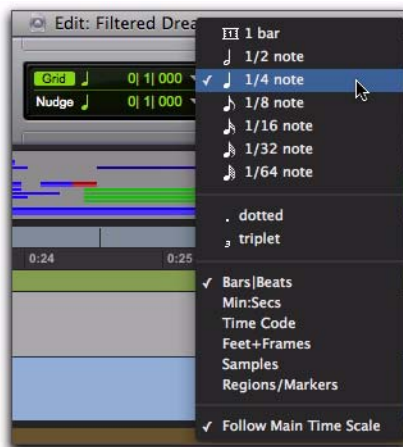 Edit: Filtered Drea
Grid 0| 1| 000
Nudge 0| 1| 000
0:24 0:25
1 bar
1/2 note
✓ 1/4 note
1/8 note
1/16 note
1/32 note
1/64 note
. dotted
3 triplet
✓ Bars|Beats
Min:Secs
Time Code
Feet+Frames
Samples
Regions/Markers
✓ Follow Main Time Scale